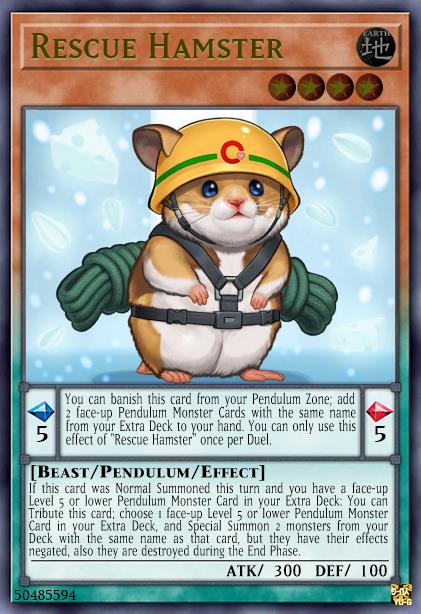 Rescue Hamster
EARTH
地
C
You can banish this card from your Pendulum Zone; add
2 face-up Pendulum Monster Cards with the same name
from your Extra Deck to your hand. You can only use this
effect of "Rescue Hamster" once per Duel.
5
5
[Beast/Pendulum/Effect]
If this card was Normal Summoned this turn and you have a face-up
Level 5 or lower Pendulum Monster Card in your Extra Deck: You can
Tribute this card; choose 1 face-up Level 5 or lower Pendulum Monster
Card in your Extra Deck, and Special Summon 2 monsters from your
Deck with the same name as that card, but they have their effects
negated, also they are destroyed during the End Phase.
ATK/ 300 DEF/ 100
50485594